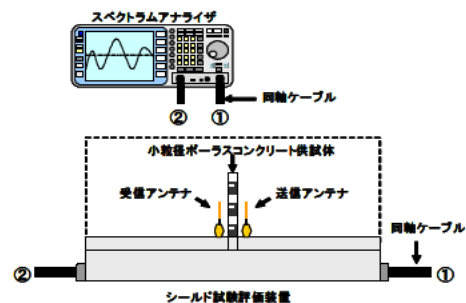 スペクトラムアナライザ
同軸ケーブル
② ①
小粒径ポーラスコンクリート供試体
受信アンテナ 送信アンテナ
同軸ケーブル
② ①
シールド試験評価装置